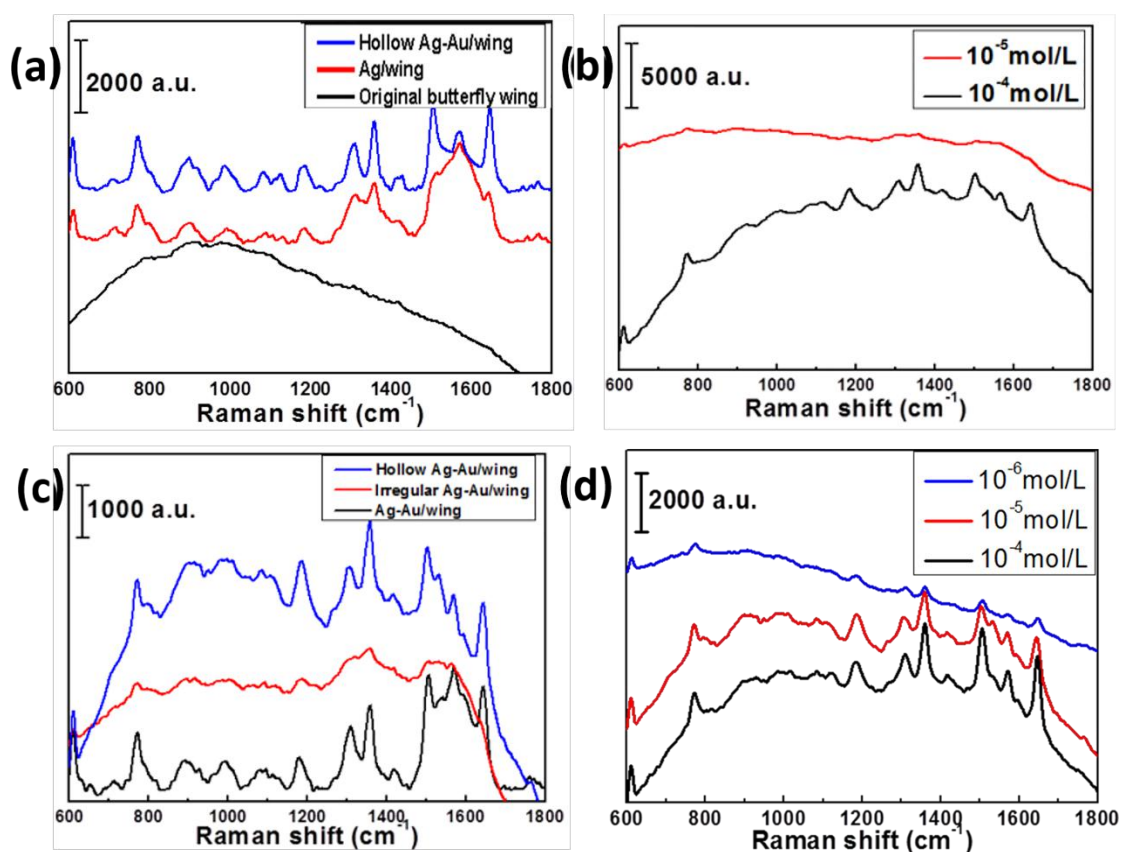 (a)
2000 a.u.
Hollow Ag-Au/wing
Ag/wing
Original butterfly wing
600 800 1000 1200 1400 1600 1800
Raman shift (cm⁻¹)
(b)
5000 a.u.
10⁻⁵mol/L
10⁻⁴mol/L
600 800 1000 1200 1400 1600 1800
Raman shift (cm⁻¹)
(c)
1000 a.u.
Hollow Ag-Au/wing
Irregular Ag-Au/wing
Ag-Au/wing
600 800 1000 1200 1400 1600 1800
Raman shift (cm⁻¹)
(d)
2000 a.u.
10⁻⁶mol/L
10⁻⁵mol/L
10⁻⁴mol/L
600 800 1000 1200 1400 1600 1800
Raman shift (cm⁻¹)